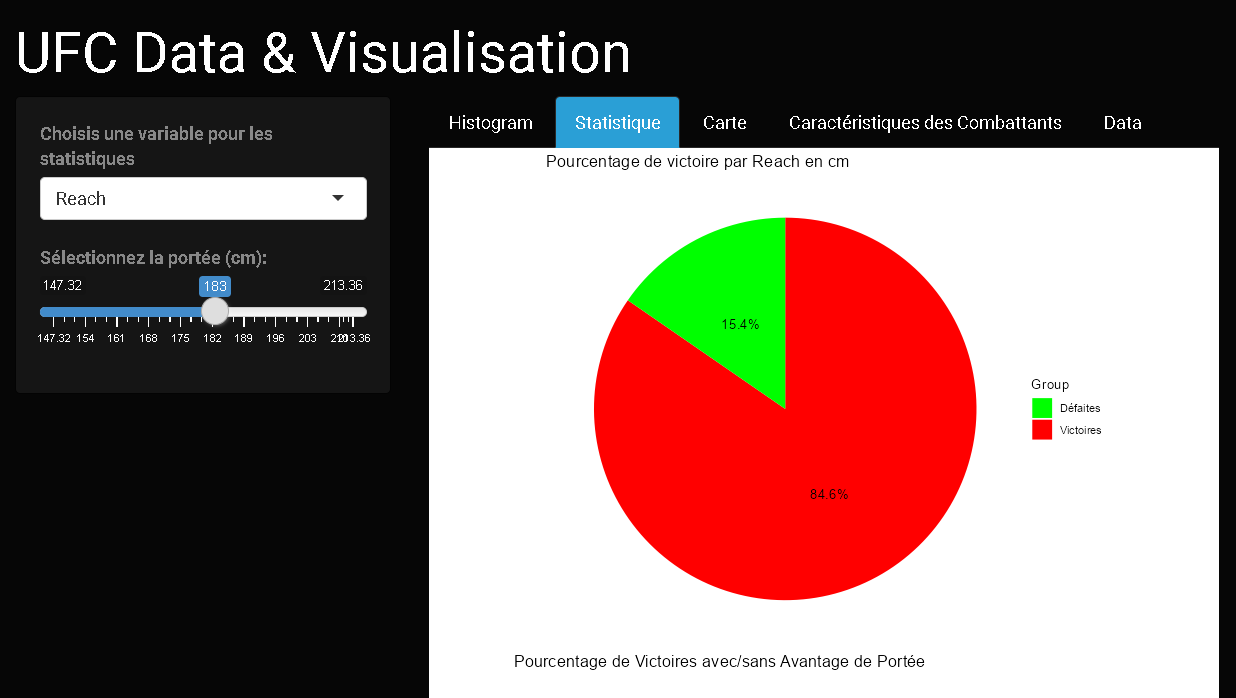 UFC Data & Visualisation
Choisis une variable pour les
statistiques
Reach
Sélectionnez la portée (cm):
147.32 183 213.36
147.32 154 161 168 175 182 189 196 203 213.36
Histogram Statistique Carte Caractéristiques des Combattants Data
Pourcentage de victoire par Reach en cm
15.4%
84.6%
Group
Défaites
Victoires
Pourcentage de Victoires avec/sans Avantage de Portée